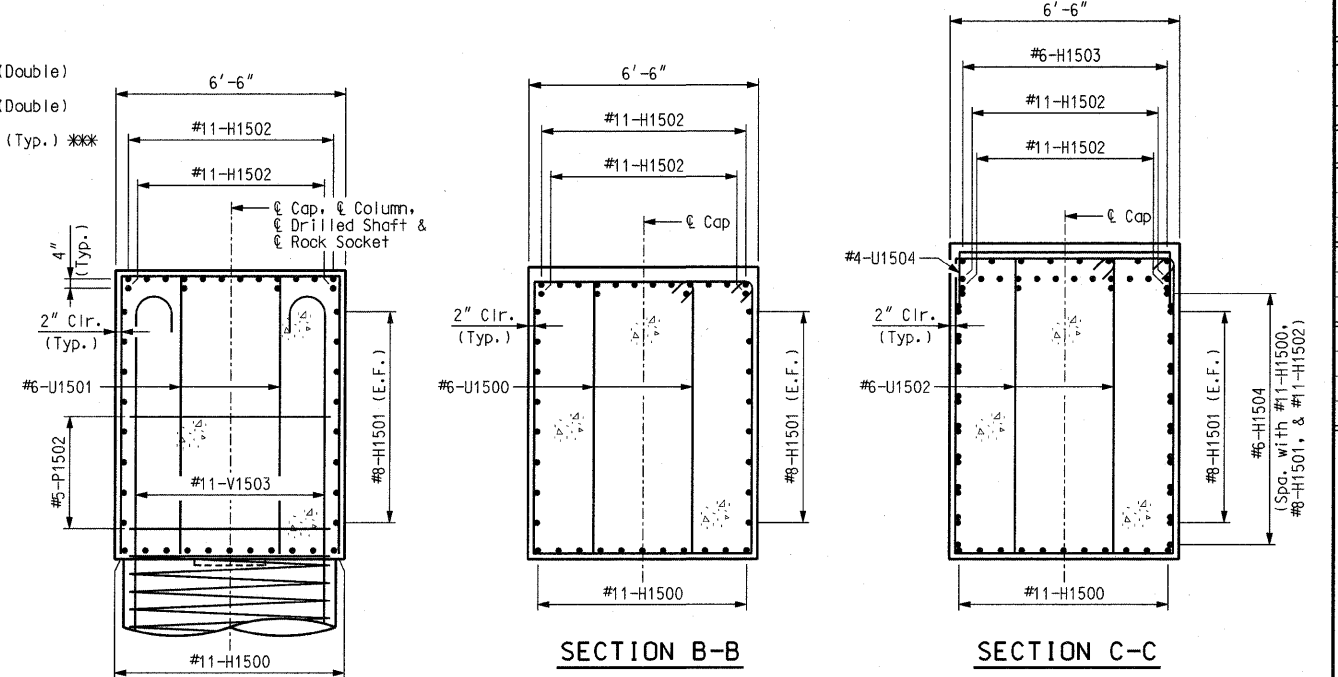 (Double)
(Double)
(Typ.) ***
6'-6"
#11-H1502
#11-H1502
℄ Cap, ℄ Column,
℄ Drilled Shaft &
℄ Rock Socket
4"
(Typ.)
2" Clr.
(Typ.)
#6-U1501
#5-P1502
#11-V1503
#8-H1501 (E.F.)
#11-H1500
6'-6"
#11-H1502
#11-H1502
℄ Cap
2" Clr.
(Typ.)
#6-U1500
#8-H1501 (E.F.)
#11-H1500
SECTION B-B
6'-6"
#6-H1503
#11-H1502
#11-H1502
℄ Cap
#4-U1504
2" Clr.
(Typ.)
#6-U1502
#8-H1501 (E.F.)
#6-H1504
(Spa. with #11-H1500,
#8-H1501, & #11-H1502)
#11-H1500
SECTION C-C